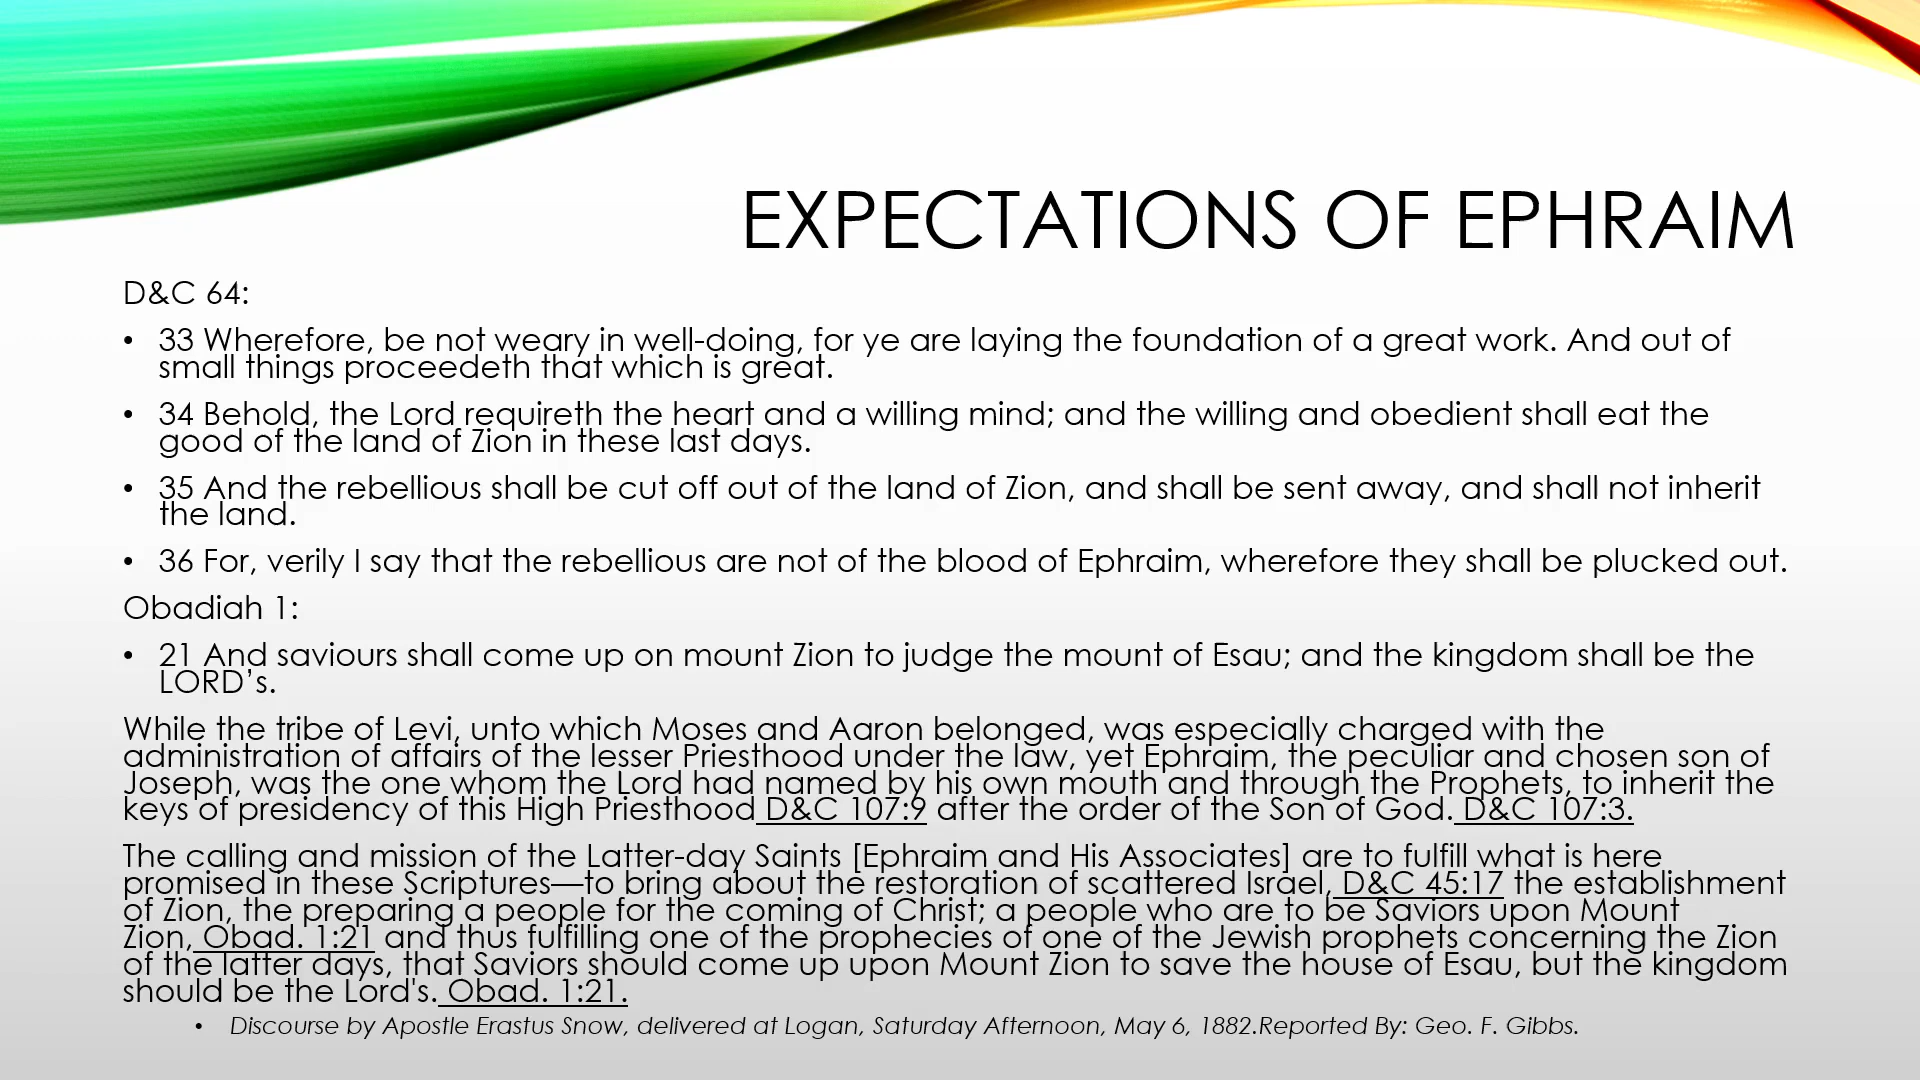 EXPECTATIONS OF EPHRAIM
D&C 64:
• 33 Wherefore, be not weary in well-doing, for ye are laying the foundation of a great work. And out of
small things proceedeth that which is great.
• 34 Behold, the Lord requireth the heart and a willing mind; and the willing and obedient shall eat the
good of the land of Zion in these last days.
• 35 And the rebellious shall be cut off out of the land of Zion, and shall be sent away, and shall not inherit
the land.
• 36 For, verily I say that the rebellious are not of the blood of Ephraim, wherefore they shall be plucked out.
Obadiah 1:
• 21 And saviours shall come up on mount Zion to judge the mount of Esau; and the kingdom shall be the
LORD’s.
While the tribe of Levi, unto which Moses and Aaron belonged, was especially charged with the
administration of affairs of the lesser Priesthood under the law, yet Ephraim, the peculiar and chosen son of
Joseph, was the one whom the Lord had named by his own mouth and through the Prophets, to inherit the
keys of presidency of this High Priesthood D&C 107:9 after the order of the Son of God. D&C 107:3.
The calling and mission of the Latter-day Saints [Ephraim and His Associates] are to fulfill what is here
promised in these Scriptures—to bring about the restoration of scattered Israel, D&C 45:17 the establishment
of Zion, the preparing a people for the coming of Christ; a people who are to be Saviors upon Mount
Zion, Obad. 1:21 and thus fulfilling one of the prophecies of one of the Jewish prophets concerning the Zion
of the latter days, that Saviors should come up upon Mount Zion to save the house of Esau, but the kingdom
should be the Lord's. Obad. 1:21.
• Discourse by Apostle Erastus Snow, delivered at Logan, Saturday Afternoon, May 6, 1882.Reported By: Geo. F. Gibbs.